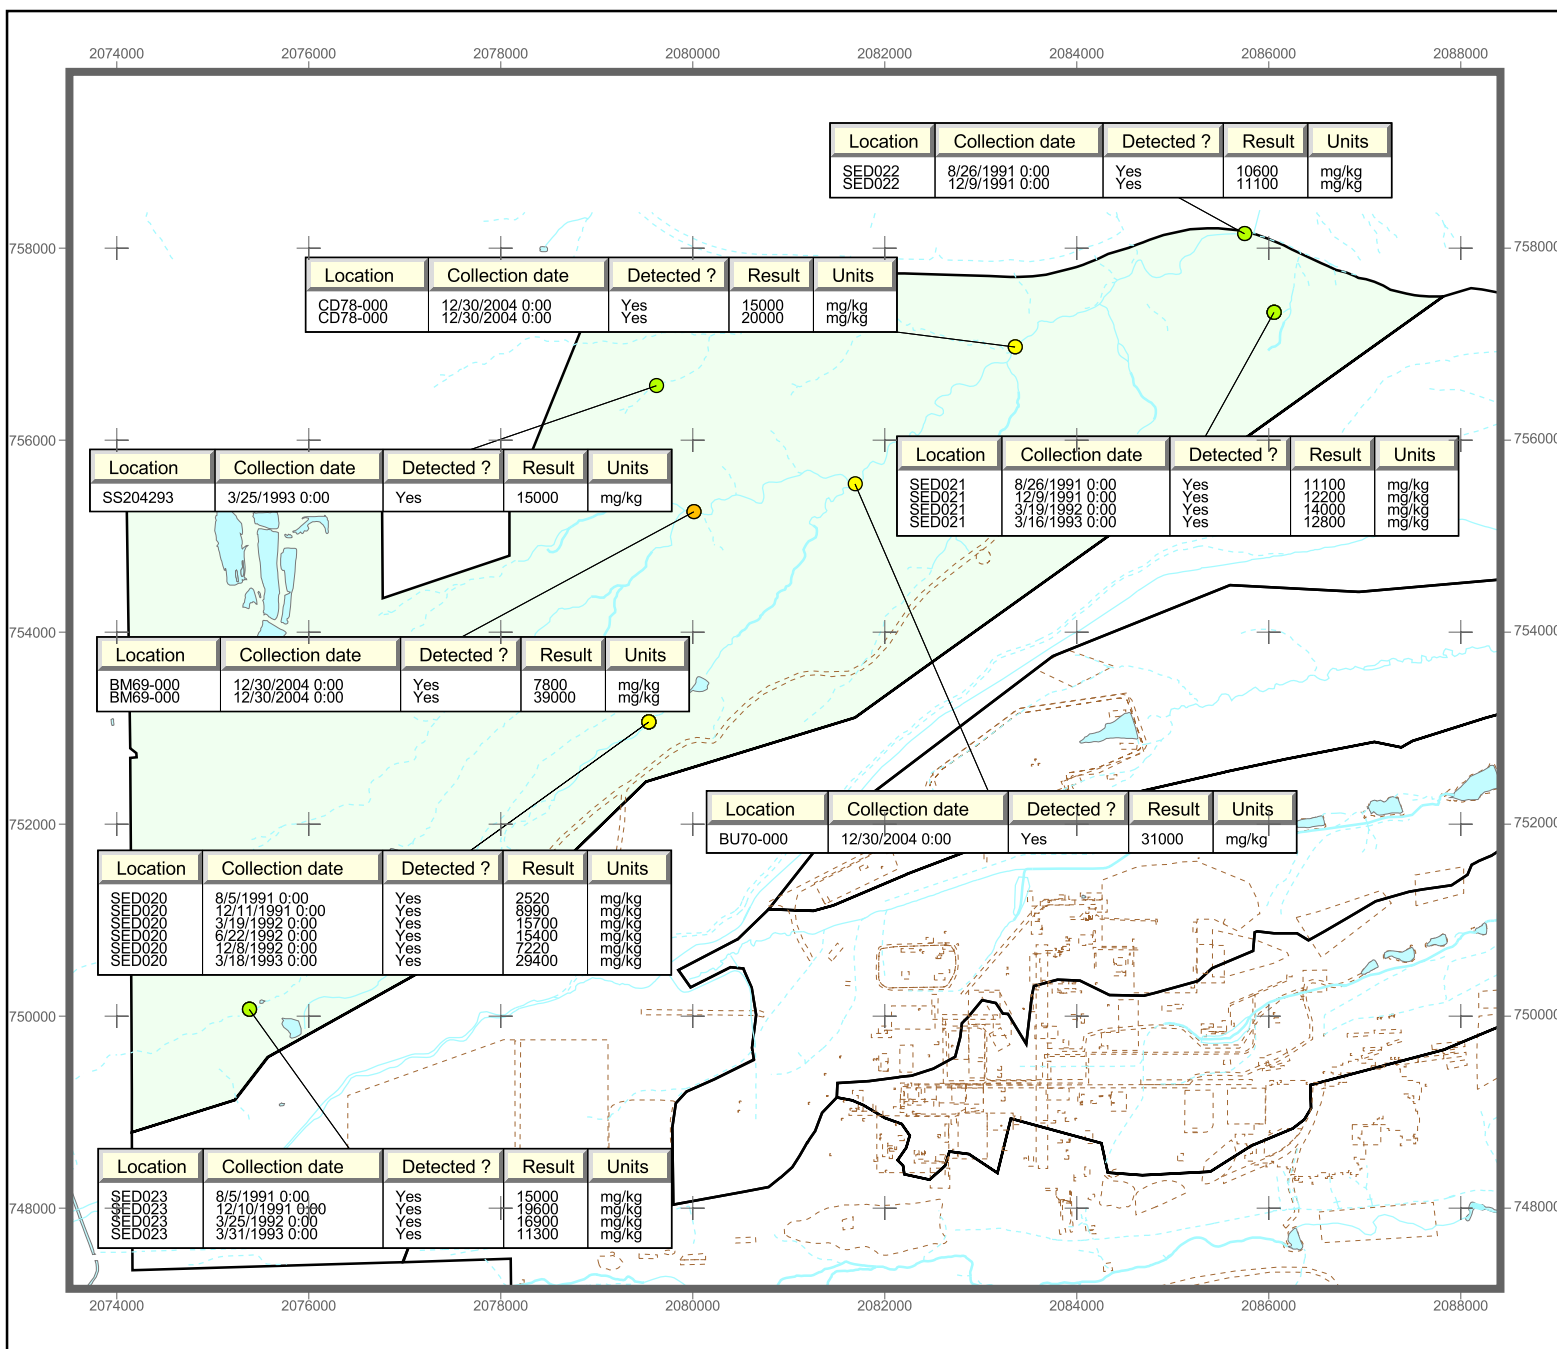 2074000 2076000 2078000 2080000 2082000 2084000 2086000 2088000
Location Collection date Detected ? Result Units
SED022 8/26/1991 0:00 Yes 10600 mg/kg
SED022 12/9/1991 0:00 Yes 11100 mg/kg
758000 758000
Location Collection date Detected ? Result Units
CD78-000 12/30/2004 0:00 Yes 15000 mg/kg
CD78-000 12/30/2004 0:00 Yes 20000 mg/kg
756000 756000
Location Collection date Detected ? Result Units
SS204293 3/25/1993 0:00 Yes 15000 mg/kg
Location Collection date Detected ? Result Units
SED021 8/26/1991 0:00 Yes 11100 mg/kg
SED021 12/9/1991 0:00 Yes 12200 mg/kg
SED021 3/19/1992 0:00 Yes 14000 mg/kg
SED021 3/16/1993 0:00 Yes 12800 mg/kg
754000 754000
Location Collection date Detected ? Result Units
BM69-000 12/30/2004 0:00 Yes 7800 mg/kg
BM69-000 12/30/2004 0:00 Yes 39000 mg/kg
752000 752000
Location Collection date Detected ? Result Units
BU70-000 12/30/2004 0:00 Yes 31000 mg/kg
Location Collection date Detected ? Result Units
SED020 8/5/1991 0:00 Yes 2520 mg/kg
SED020 12/11/1991 0:00 Yes 8990 mg/kg
SED020 3/19/1992 0:00 Yes 15700 mg/kg
SED020 6/22/1992 0:00 Yes 15400 mg/kg
SED020 12/8/1992 0:00 Yes 7220 mg/kg
SED020 3/18/1993 0:00 Yes 29400 mg/kg
750000 750000
Location Collection date Detected ? Result Units
SED023 8/5/1991 0:00 Yes 15000 mg/kg
SED023 12/10/1991 0:00 Yes 19600 mg/kg
SED023 3/25/1992 0:00 Yes 16900 mg/kg
SED023 3/31/1993 0:00 Yes 11300 mg/kg
748000 748000
2074000 2076000 2078000 2080000 2082000 2084000 2086000 2088000